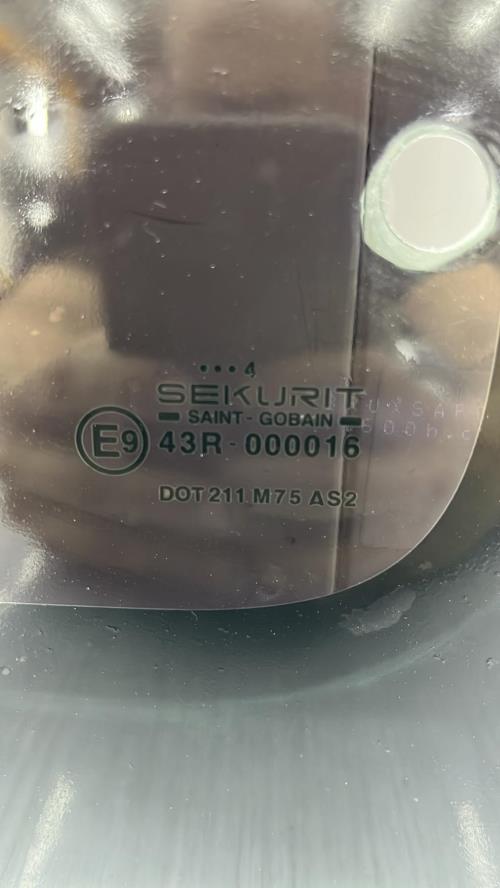 •••4
SEKURIT
SAINT-GOBAIN
E9 43R-000016
DOT 211 M75 AS2